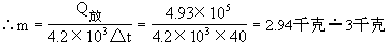 ∴m = Q放 / 4.2×10³△t = 4.93×10⁵ / 4.2×10³×40 = 2.94千克≐3千克